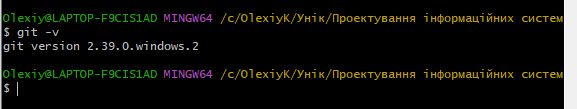 Olexiy@LAPTOP-F9CIS1AD MINGW64 /c/OlexiyK/Унік/Проектування інформаційних систем
$ git -v
git version 2.39.0.windows.2
Olexiy@LAPTOP-F9CIS1AD MINGW64 /c/OlexiyK/Унік/Проектування інформаційних систем
$